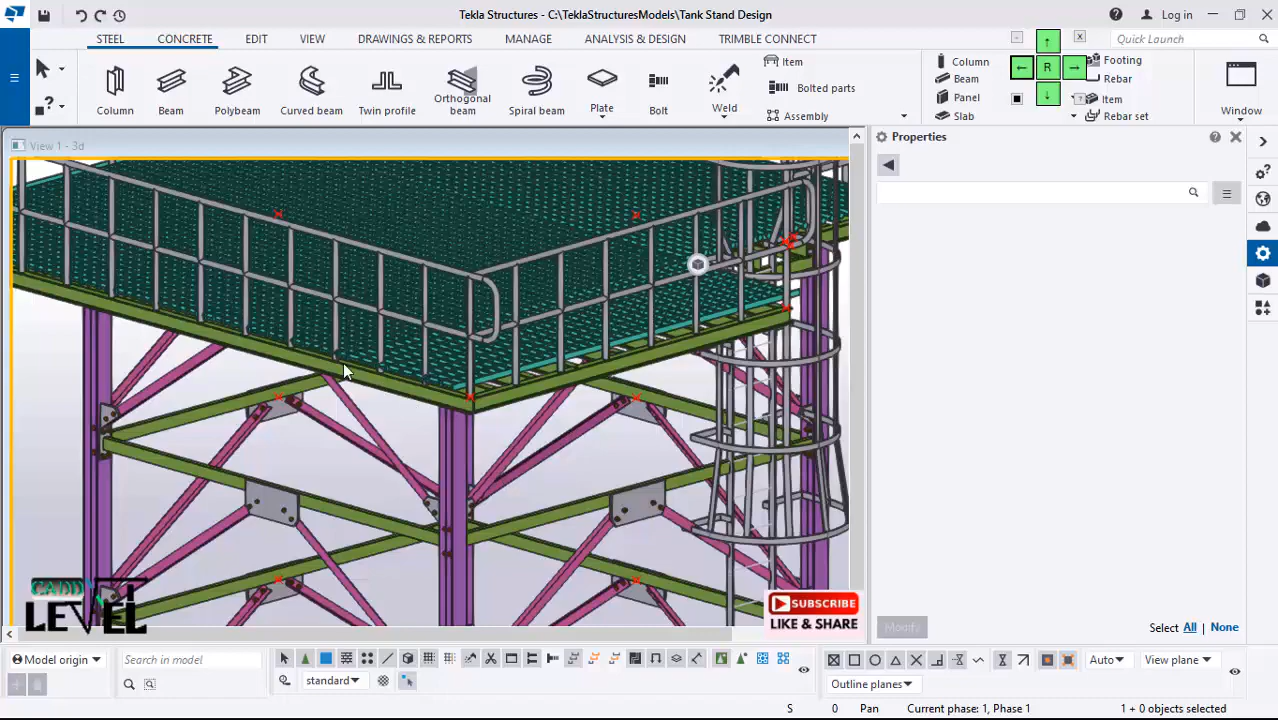 Tekla Structures - C:\TeklaStructuresModels\Tank Stand Design
Log in
STEEL CONCRETE EDIT VIEW DRAWINGS & REPORTS MANAGE ANALYSIS & DESIGN TRIMBLE CONNECT
Quick Launch
Column
Beam
Polybeam
Curved beam
Twin profile
Orthogonal
beam
Spiral beam
Plate
Bolt
Weld
Item
Bolted parts
Assembly
Column
Beam
Panel
Slab
R
Footing
Rebar
Item
Rebar set
Window
View 1 - 3d
Properties
CADD
LEVEL
SUBSCRIBE
LIKE & SHARE
Modify
Select All | None
Model origin
Search in model
standard
Auto
View plane
Outline planes
S 0 Pan Current phase: 1, Phase 1 1 + 0 objects selected